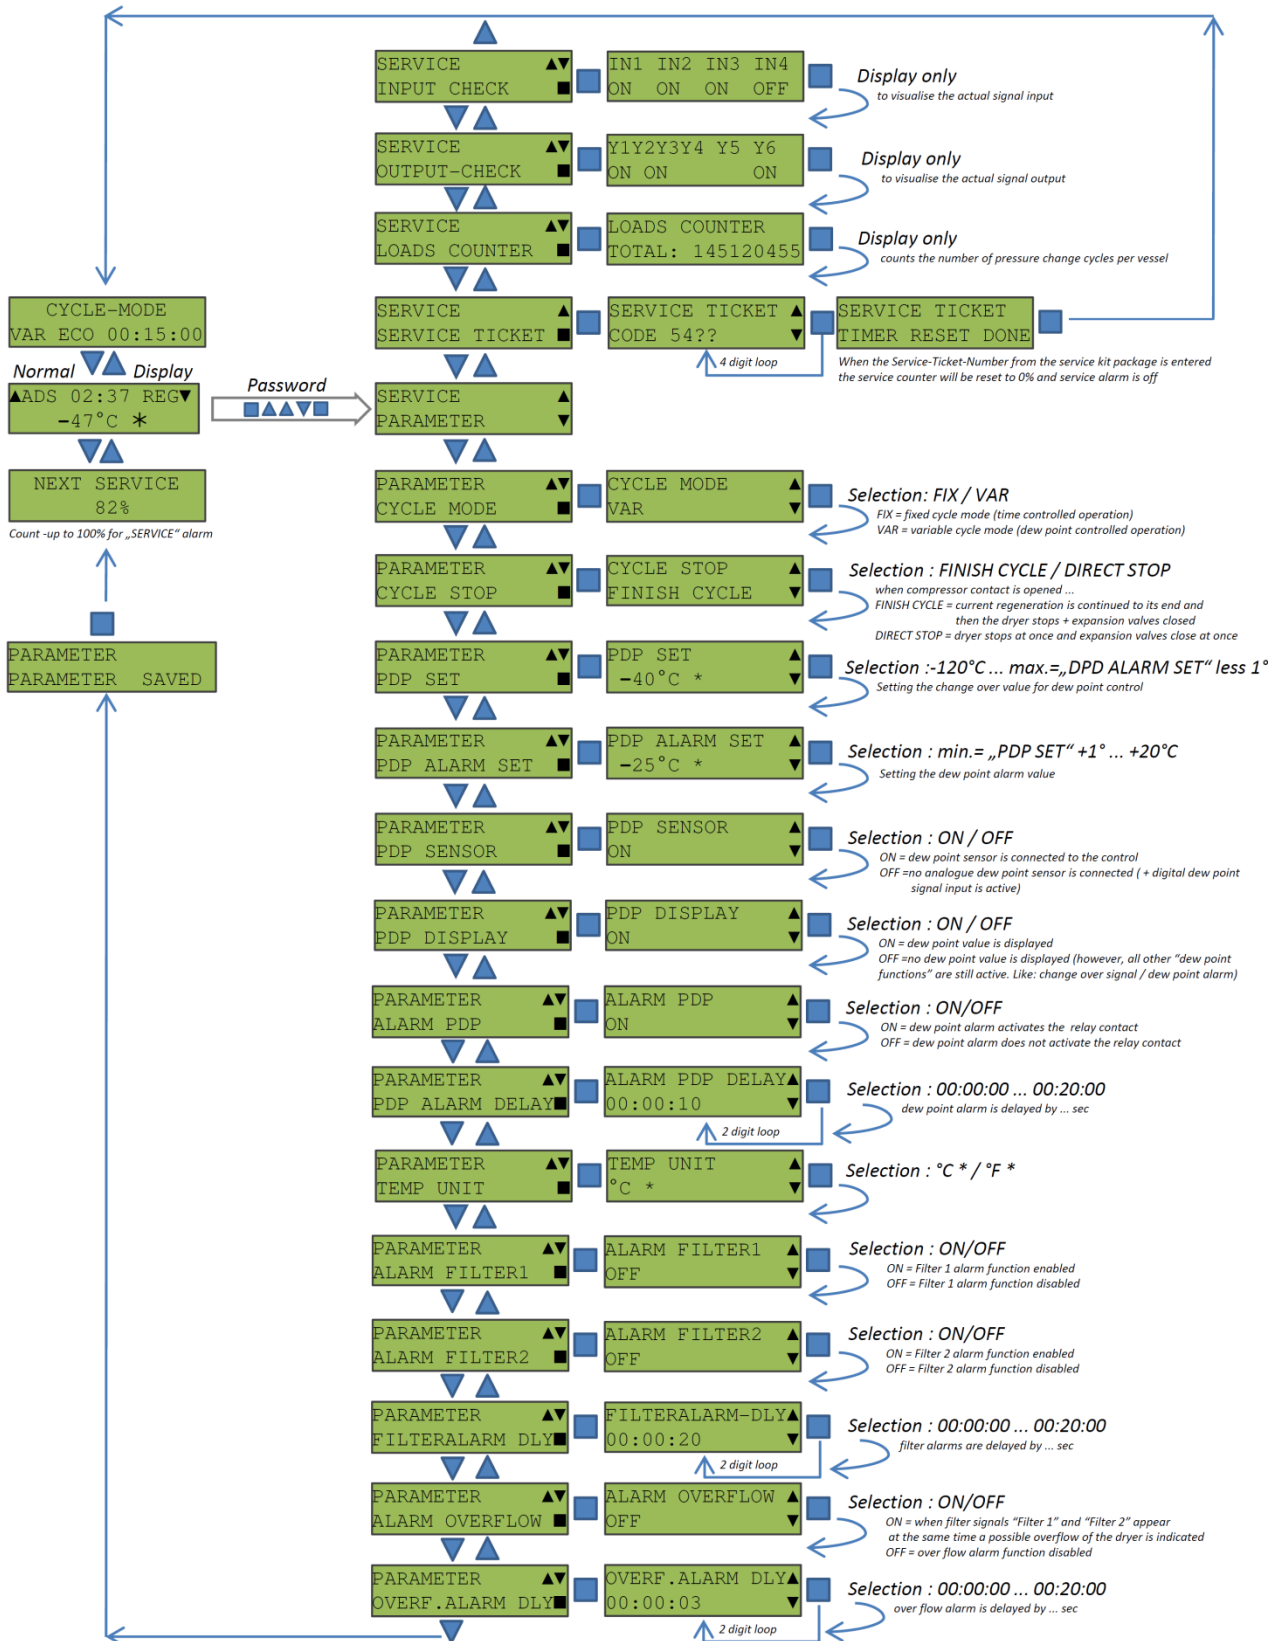 SERVICE ▲▼
INPUT CHECK ■
IN1 IN2 IN3 IN4
ON ON ON OFF
Display only
to visualise the actual signal input
SERVICE ▲▼
OUTPUT-CHECK ■
Y1Y2Y3Y4 Y5 Y6
ON ON ON
Display only
to visualise the actual signal output
SERVICE ▲▼
LOADS COUNTER ■
LOADS COUNTER
TOTAL: 145120455
Display only
counts the number of pressure change cycles per vessel
CYCLE-MODE
VAR ECO 00:15:00
SERVICE ▲
SERVICE TICKET ■
SERVICE TICKET ▲
CODE 54?? ▼
4 digit loop
SERVICE TICKET
TIMER RESET DONE
When the Service-Ticket-Number from the service kit package is entered
the service counter will be reset to 0% and service alarm is off
Normal Display
▲ADS 02:37 REG▼
-47°C *
Password
SERVICE ▲
PARAMETER ▼
NEXT SERVICE
82%
Count -up to 100% for „SERVICE“ alarm
PARAMETER ▲▼
CYCLE MODE ■
CYCLE MODE ▲
VAR ▼
Selection: FIX / VAR
FIX = fixed cycle mode (time controlled operation)
VAR = variable cycle mode (dew point controlled operation)
PARAMETER ▲▼
CYCLE STOP ■
CYCLE STOP ▲
FINISH CYCLE ▼
Selection : FINISH CYCLE / DIRECT STOP
when compressor contact is opened ...
FINISH CYCLE = current regeneration is continued to its end and
then the dryer stops + expansion valves closed
DIRECT STOP = dryer stops at once and expansion valves close at once
PARAMETER
PARAMETER SAVED
PARAMETER ▲▼
PDP SET ■
PDP SET ▲
-40°C * ▼
Selection :-120°C ... max.=„DPD ALARM SET“ less 1°
Setting the change over value for dew point control
PARAMETER ▲▼
PDP ALARM SET ■
PDP ALARM SET ▲
-25°C * ▼
Selection : min.= „PDP SET“ +1° ... +20°C
Setting the dew point alarm value
PARAMETER ▲▼
PDP SENSOR ■
PDP SENSOR ▲
ON ▼
Selection : ON / OFF
ON = dew point sensor is connected to the control
OFF =no analogue dew point sensor is connected ( + digital dew point
signal input is active)
PARAMETER ▲▼
PDP DISPLAY ■
PDP DISPLAY ▲
ON ▼
Selection : ON / OFF
ON = dew point value is displayed
OFF =no dew point value is displayed (however, all other “dew point
functions” are still active. Like: change over signal / dew point alarm)
PARAMETER ▲▼
ALARM PDP ■
ALARM PDP ▲
ON ▼
Selection : ON/OFF
ON = dew point alarm activates the relay contact
OFF = dew point alarm does not activate the relay contact
PARAMETER ▲▼
PDP ALARM DELAY■
ALARM PDP DELAY▲
00:00:10 ▼
2 digit loop
Selection : 00:00:00 ... 00:20:00
dew point alarm is delayed by ... sec
PARAMETER ▲▼
TEMP UNIT ■
TEMP UNIT ▲
°C * ▼
Selection : °C * / °F *
PARAMETER ▲▼
ALARM FILTER1 ■
ALARM FILTER1 ▲
OFF ▼
Selection : ON/OFF
ON = Filter 1 alarm function enabled
OFF = Filter 1 alarm function disabled
PARAMETER ▲▼
ALARM FILTER2 ■
ALARM FILTER2 ▲
OFF ▼
Selection : ON/OFF
ON = Filter 2 alarm function enabled
OFF = Filter 2 alarm function disabled
PARAMETER ▲▼
FILTERALARM DLY■
FILTERALARM-DLY▲
00:00:20 ▼
2 digit loop
Selection : 00:00:00 ... 00:20:00
filter alarms are delayed by ... sec
PARAMETER ▲▼
ALARM OVERFLOW ■
ALARM OVERFLOW ▲
OFF ▼
Selection : ON/OFF
ON = when filter signals “Filter 1” and “Filter 2” appear
at the same time a possible overflow of the dryer is indicated
OFF = over flow alarm function disabled
PARAMETER ▲▼
OVERF.ALARM DLY■
OVERF.ALARM DLY▲
00:00:03 ▼
2 digit loop
Selection : 00:00:00 ... 00:20:00
over flow alarm is delayed by ... sec